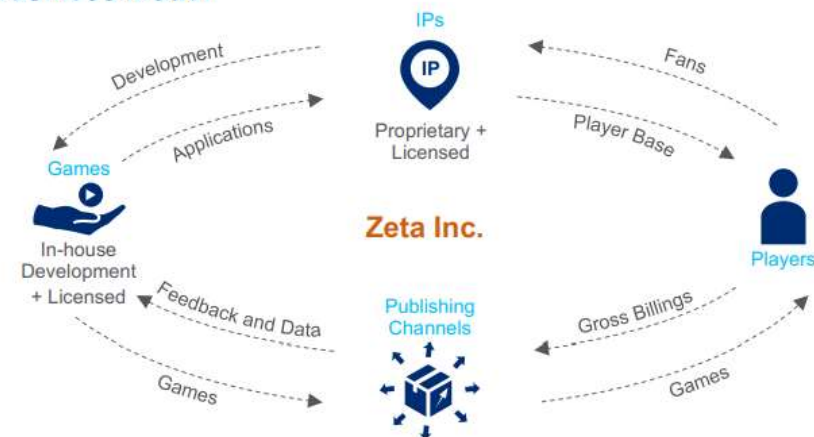 IPs
IP
Proprietary +
Licensed
Development
Applications
Fans
Player Base
Games
In-house
Development
+ Licensed
Zeta Inc.
Players
Feedback and Data
Games
Publishing
Channels
Gross Billings
Games